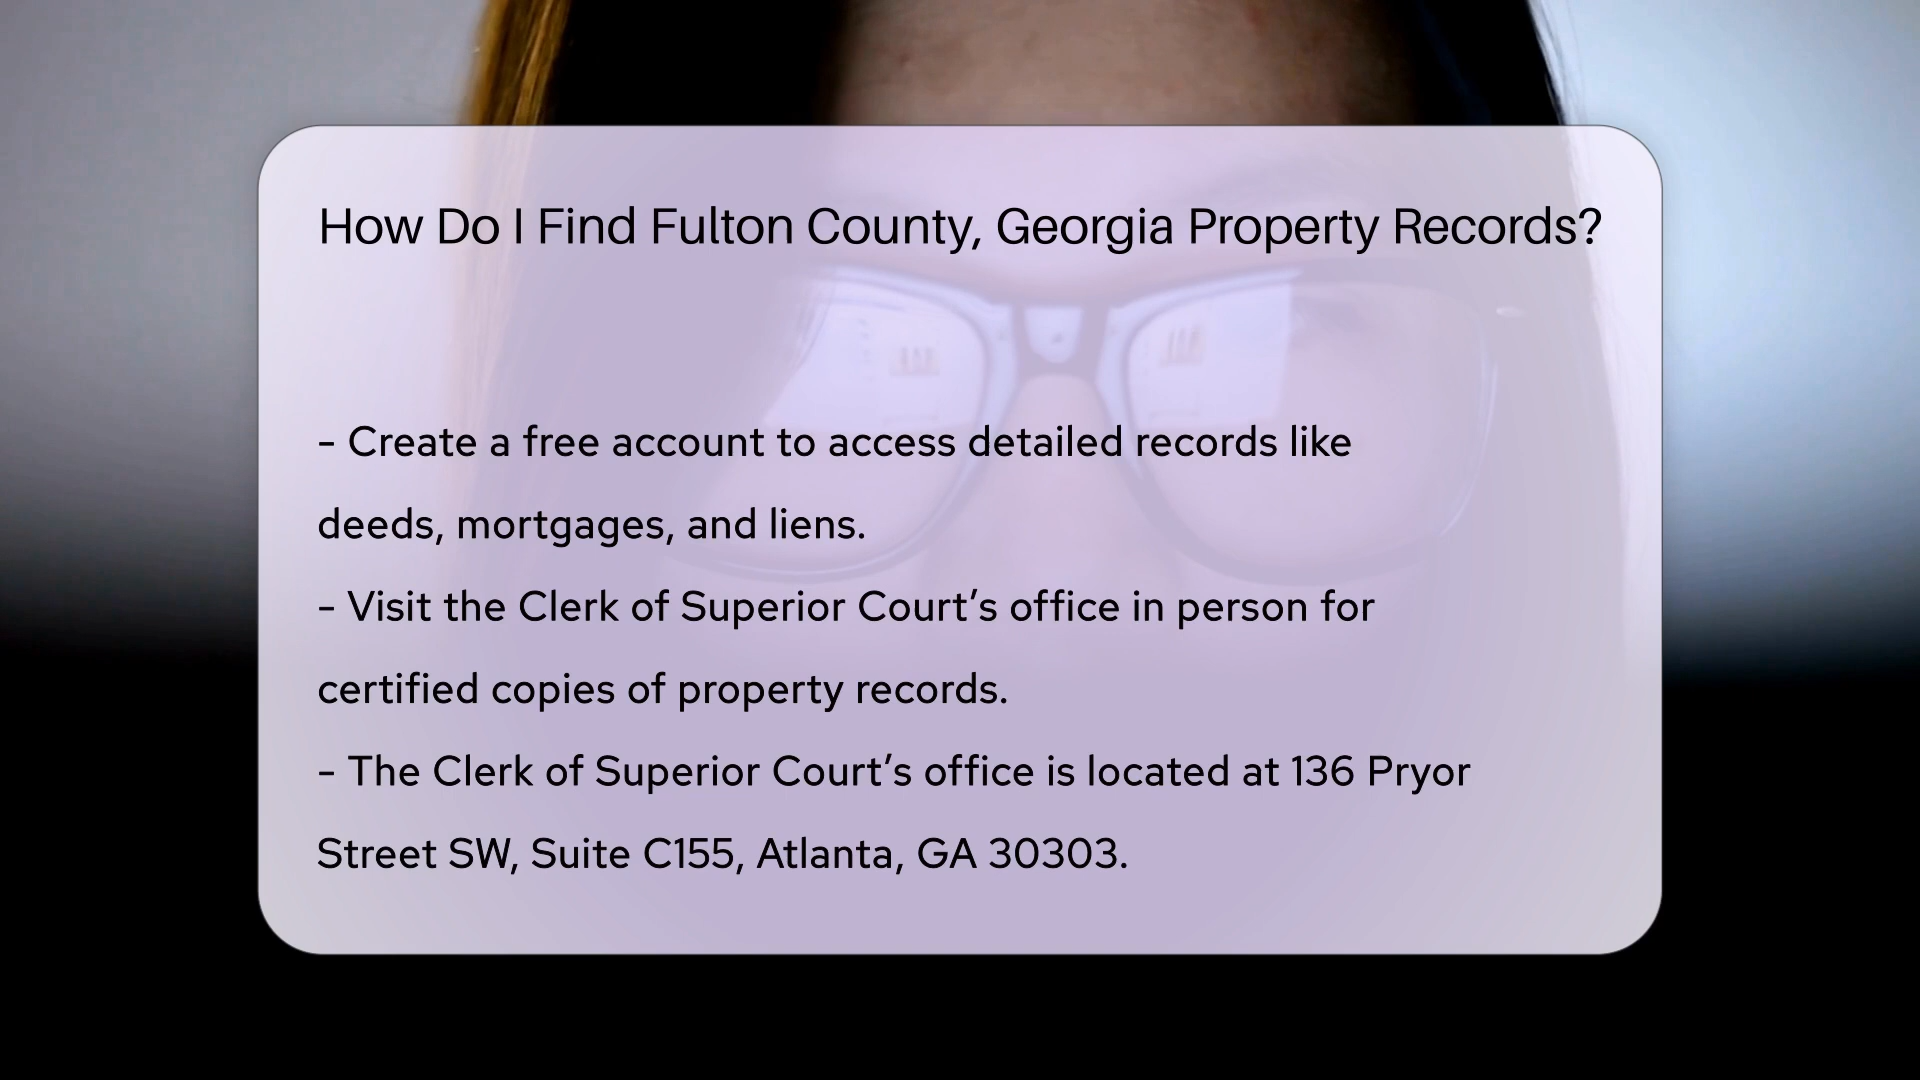 How Do I Find Fulton County, Georgia Property Records?
- Create a free account to access detailed records like
deeds, mortgages, and liens.
- Visit the Clerk of Superior Court’s office in person for
certified copies of property records.
- The Clerk of Superior Court’s office is located at 136 Pryor
Street SW, Suite C155, Atlanta, GA 30303.